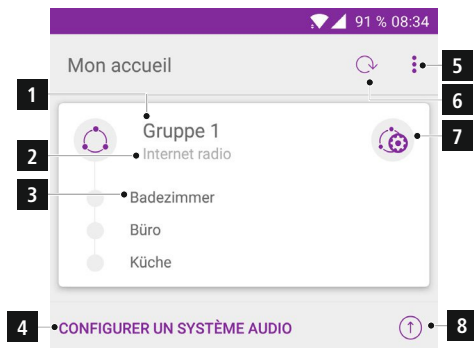 91 % 08:34
Mon accueil
5
6
1
Gruppe 1
7
2
Internet radio
3
Badezimmer
Büro
Küche
4
CONFIGURER UN SYSTÈME AUDIO
8